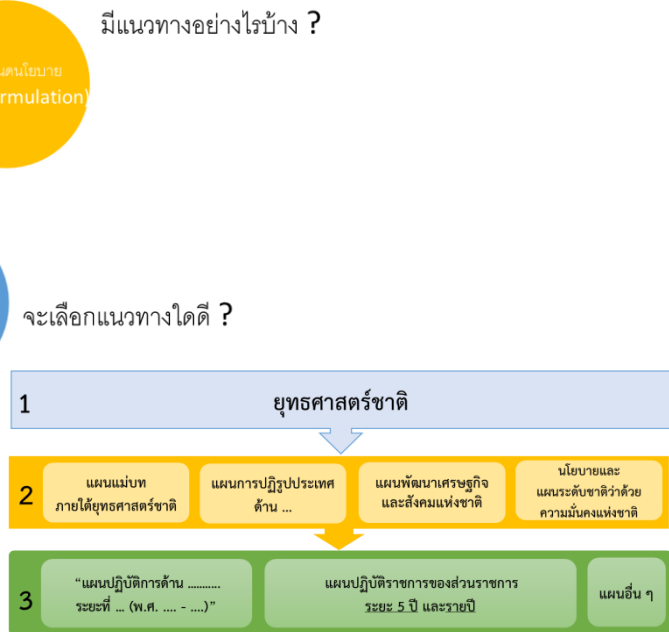 มีแนวทางอย่างไรบ้าง ?
จะเลือกแนวทางใดดี ?
1 ยุทธศาสตร์ชาติ
2
แผนแม่บท
ภายใต้ยุทธศาสตร์ชาติ
แผนการปฏิรูปประเทศ
ด้าน ...
แผนพัฒนาเศรษฐกิจ
และสังคมแห่งชาติ
นโยบายและ
แผนระดับชาติว่าด้วย
ความมั่นคงแห่งชาติ
3
“แผนปฏิบัติการด้าน ..........
ระยะที่ ... (พ.ศ. .... - ....)”
แผนปฏิบัติราชการของส่วนราชการ
ระยะ 5 ปี และรายปี
แผนอื่น ๆ